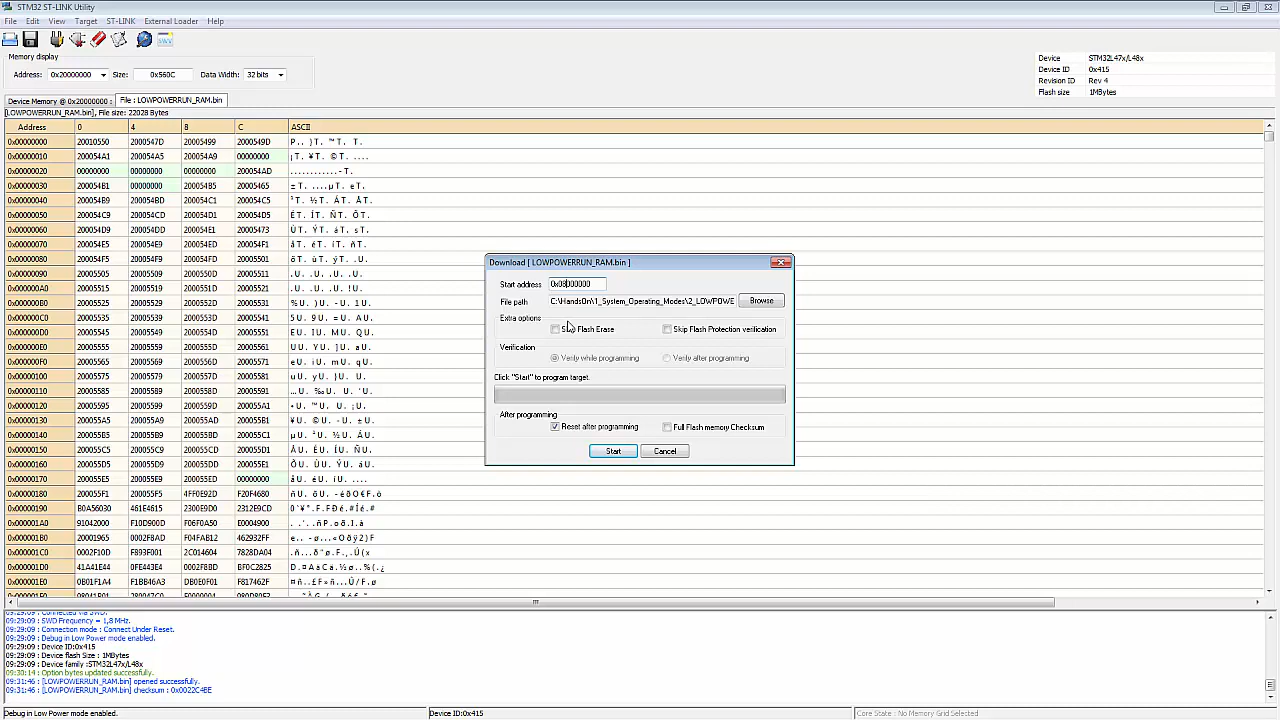 STM32 ST-LINK Utility
File Edit View Target ST-LINK External Loader Help
Memory display
Address: 0x20000000 Size: 0x560C Data Width: 32 bits
Device STM32L47x/L48x
Device ID 0x415
Revision ID Rev 4
Flash size 1MBytes
Device Memory @ 0x20000000 : File : LOWPOWERRUN_RAM.bin
[LOWPOWERRUN_RAM.bin], File size: 22028 Bytes
Address 0 4 8 C ASCII
0x00000000 20010550 2000547D 20005499 2000549D
0x00000010 200054A1 200054A5 200054A9 00000000
0x00000020 00000000 00000000 00000000 200054AD
0x00000030 200054B1 00000000 200054B5 20005465
0x00000040 200054B9 200054BD 200054C1 200054C5
0x00000050 200054C9 200054CD 200054D1 200054D5
0x00000060 200054D9 200054DD 200054E1 20005473
0x00000070 200054E5 200054E9 200054ED 200054F1
0x00000080 200054F5 200054F9 200054FD 20005501
0x00000090 20005505 20005509 2000550D 20005511
0x000000A0 20005515 20005519 2000551D 20005521
0x000000B0 20005525 20005529 2000552D 20005531
0x000000C0 20005535 20005539 2000553D 20005541
0x000000D0 20005545 20005549 2000554D 20005551
0x000000E0 20005555 20005559 2000555D 20005561
0x000000F0 20005565 20005569 2000556D 20005571
0x00000100 20005575 20005579 2000557D 20005581
0x00000110 20005585 20005589 2000558D 20005591
0x00000120 20005595 20005599 2000559D 200055A1
0x00000130 200055A5 200055A9 200055AD 200055B1
0x00000140 200055B5 200055B9 200055BD 200055C1
0x00000150 200055C5 200055C9 200055CD 200055D1
0x00000160 200055D5 200055D9 200055DD 200055E1
0x00000170 200055E5 200055E9 200055ED 00000000
0x00000180 200055F1 200055F5 4FF0E92D F20F4680
0x00000190 B0A56030 461E4615 2300E9D0 2312E9CD
0x000001A0 91042000 F10D900D F06F0A50 E0004900
0x000001B0 20001965 0002F8AD F04FAB12 462932FF
0x000001C0 0002F10D F893F001 2C014604 7828DA04
0x000001D0 41A41E44 0FE443E4 0002F8BD BF0C2825
0x000001E0 0B01F1A4 F1BB46A3 DB0E0F01 F817462F
Download [ LOWPOWERRUN_RAM.bin ]
Start address 0x08000000
File path C:\HandsOn\1_System_Operating_Modes\2_LOWPOWE Browse
Extra options
Skip Flash Erase Skip Flash Protection verification
Verification
Verify while programming Verify after programming
Click "Start" to program target.
After programming
Reset after programming Full Flash memory Checksum
Start Cancel
09:29:09 : Connected via SWD.
09:29:09 : SWD Frequency = 1,8 MHz.
09:29:09 : Connection mode : Connect Under Reset.
09:29:09 : Debug in Low Power mode enabled.
09:29:09 : Device ID:0x415
09:29:09 : Device flash Size : 1MBytes
09:29:09 : Device family :STM32L47x/L48x
09:30:14 : Option bytes updated successfully.
09:31:46 : [LOWPOWERRUN_RAM.bin] opened successfully.
09:31:46 : [LOWPOWERRUN_RAM.bin] checksum : 0x0022C4BE
Debug in Low Power mode enabled. Device ID:0x415 Core State : No Memory Grid Selected